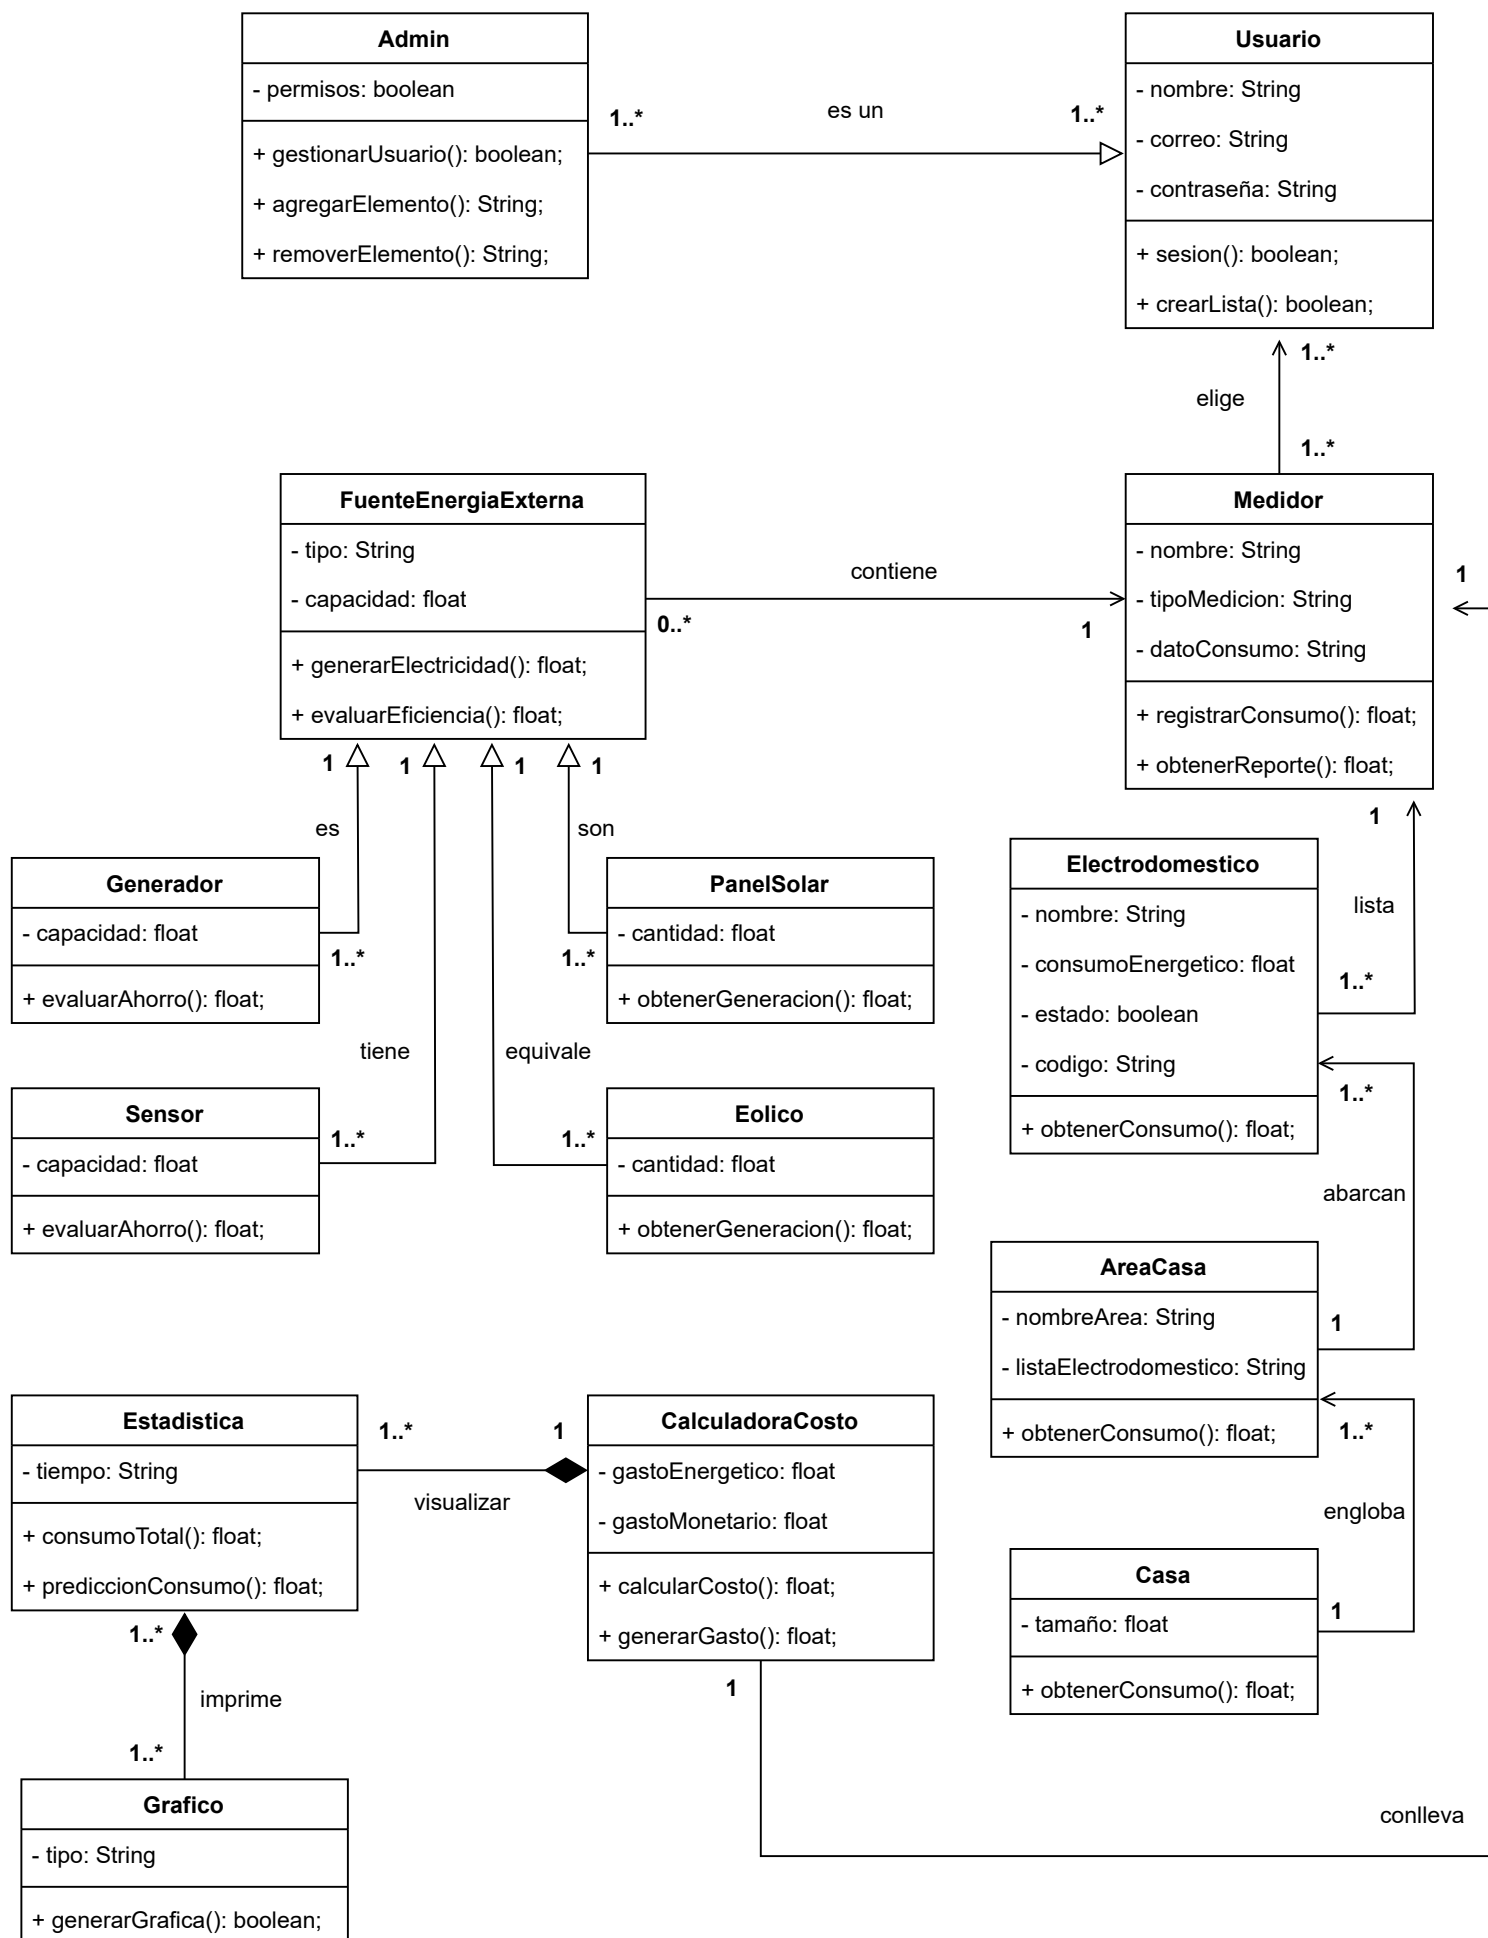 Admin
- permisos: boolean
+ gestionarUsuario(): boolean;
+ agregarElemento(): String;
+ removerElemento(): String;
1..*
es un
1..*
Usuario
- nombre: String
- correo: String
- contraseña: String
+ sesion(): boolean;
+ crearLista(): boolean;
1..*
elige
1..*
FuenteEnergiaExterna
- tipo: String
- capacidad: float
+ generarElectricidad(): float;
+ evaluarEficiencia(): float;
contiene
0..*
1
Medidor
- nombre: String
- tipoMedicion: String
- datoConsumo: String
+ registrarConsumo(): float;
+ obtenerReporte(): float;
1
1
1
1
1
1
es
son
Generador
- capacidad: float
+ evaluarAhorro(): float;
1..*
PanelSolar
- cantidad: float
+ obtenerGeneracion(): float;
1..*
tiene
equivale
Sensor
- capacidad: float
+ evaluarAhorro(): float;
1..*
Eolico
- cantidad: float
+ obtenerGeneracion(): float;
1..*
Electrodomestico
- nombre: String
- consumoEnergetico: float
- estado: boolean
- codigo: String
+ obtenerConsumo(): float;
lista
1..*
1..*
abarcan
AreaCasa
- nombreArea: String
- listaElectrodomestico: String
+ obtenerConsumo(): float;
1
1..*
engloba
Casa
- tamaño: float
+ obtenerConsumo(): float;
1
Estadistica
- tiempo: String
+ consumoTotal(): float;
+ prediccionConsumo(): float;
1..*
1
visualizar
CalculadoraCosto
- gastoEnergetico: float
- gastoMonetario: float
+ calcularCosto(): float;
+ generarGasto(): float;
1
1..*
imprime
1..*
Grafico
- tipo: String
+ generarGrafica(): boolean;
conlleva